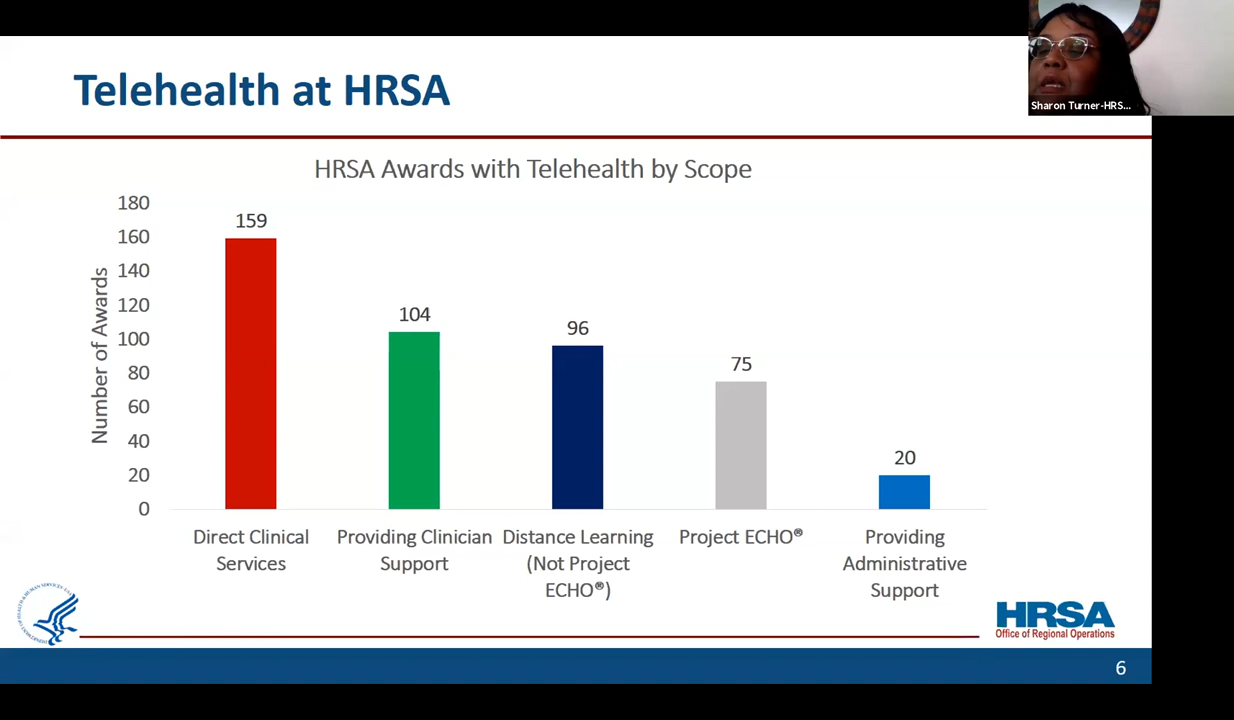 Telehealth at HRSA
Sharon Turner-HRS...
HRSA Awards with Telehealth by Scope
Number of Awards
180
160
140
120
100
80
60
40
20
0
159
104
96
75
20
Direct Clinical
Services
Providing Clinician
Support
Distance Learning
(Not Project
ECHO®)
Project ECHO®
Providing
Administrative
Support
HRSA
Office of Regional Operations
6